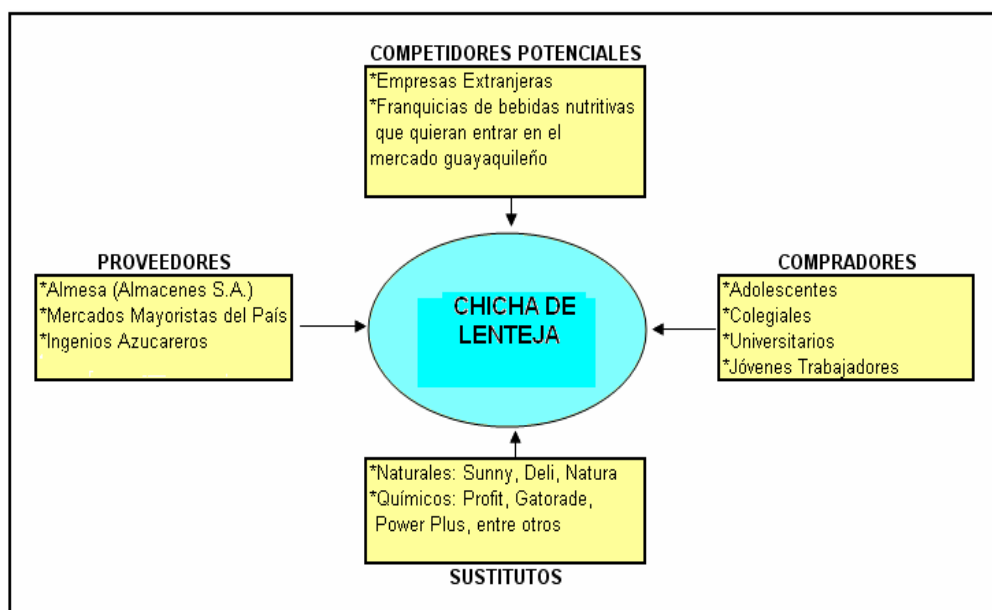 COMPETIDORES POTENCIALES
*Empresas Extranjeras
*Franquicias de bebidas nutritivas
que quieran entrar en el
mercado guayaquileño
PROVEEDORES
*Almesa (Almacenes S.A.)
*Mercados Mayoristas del País
*Ingenios Azucareros
CHICHA DE
LENTEJA
COMPRADORES
*Adolescentes
*Colegiales
*Universitarios
*Jóvenes Trabajadores
*Naturales: Sunny, Deli, Natura
*Químicos: Profit, Gatorade,
Power Plus, entre otros
SUSTITUTOS